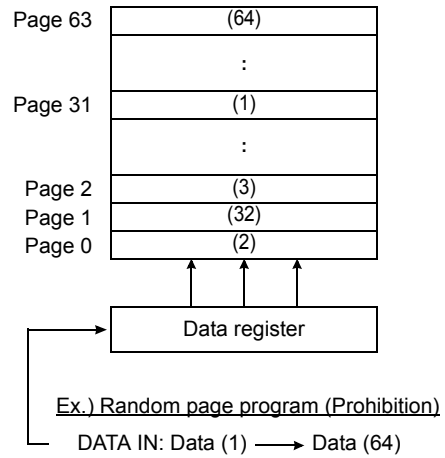 Page 63 (64)
:
Page 31 (1)
:
Page 2 (3)
Page 1 (32)
Page 0 (2)
Data register
Ex.) Random page program (Prohibition)
DATA IN: Data (1) Data (64)